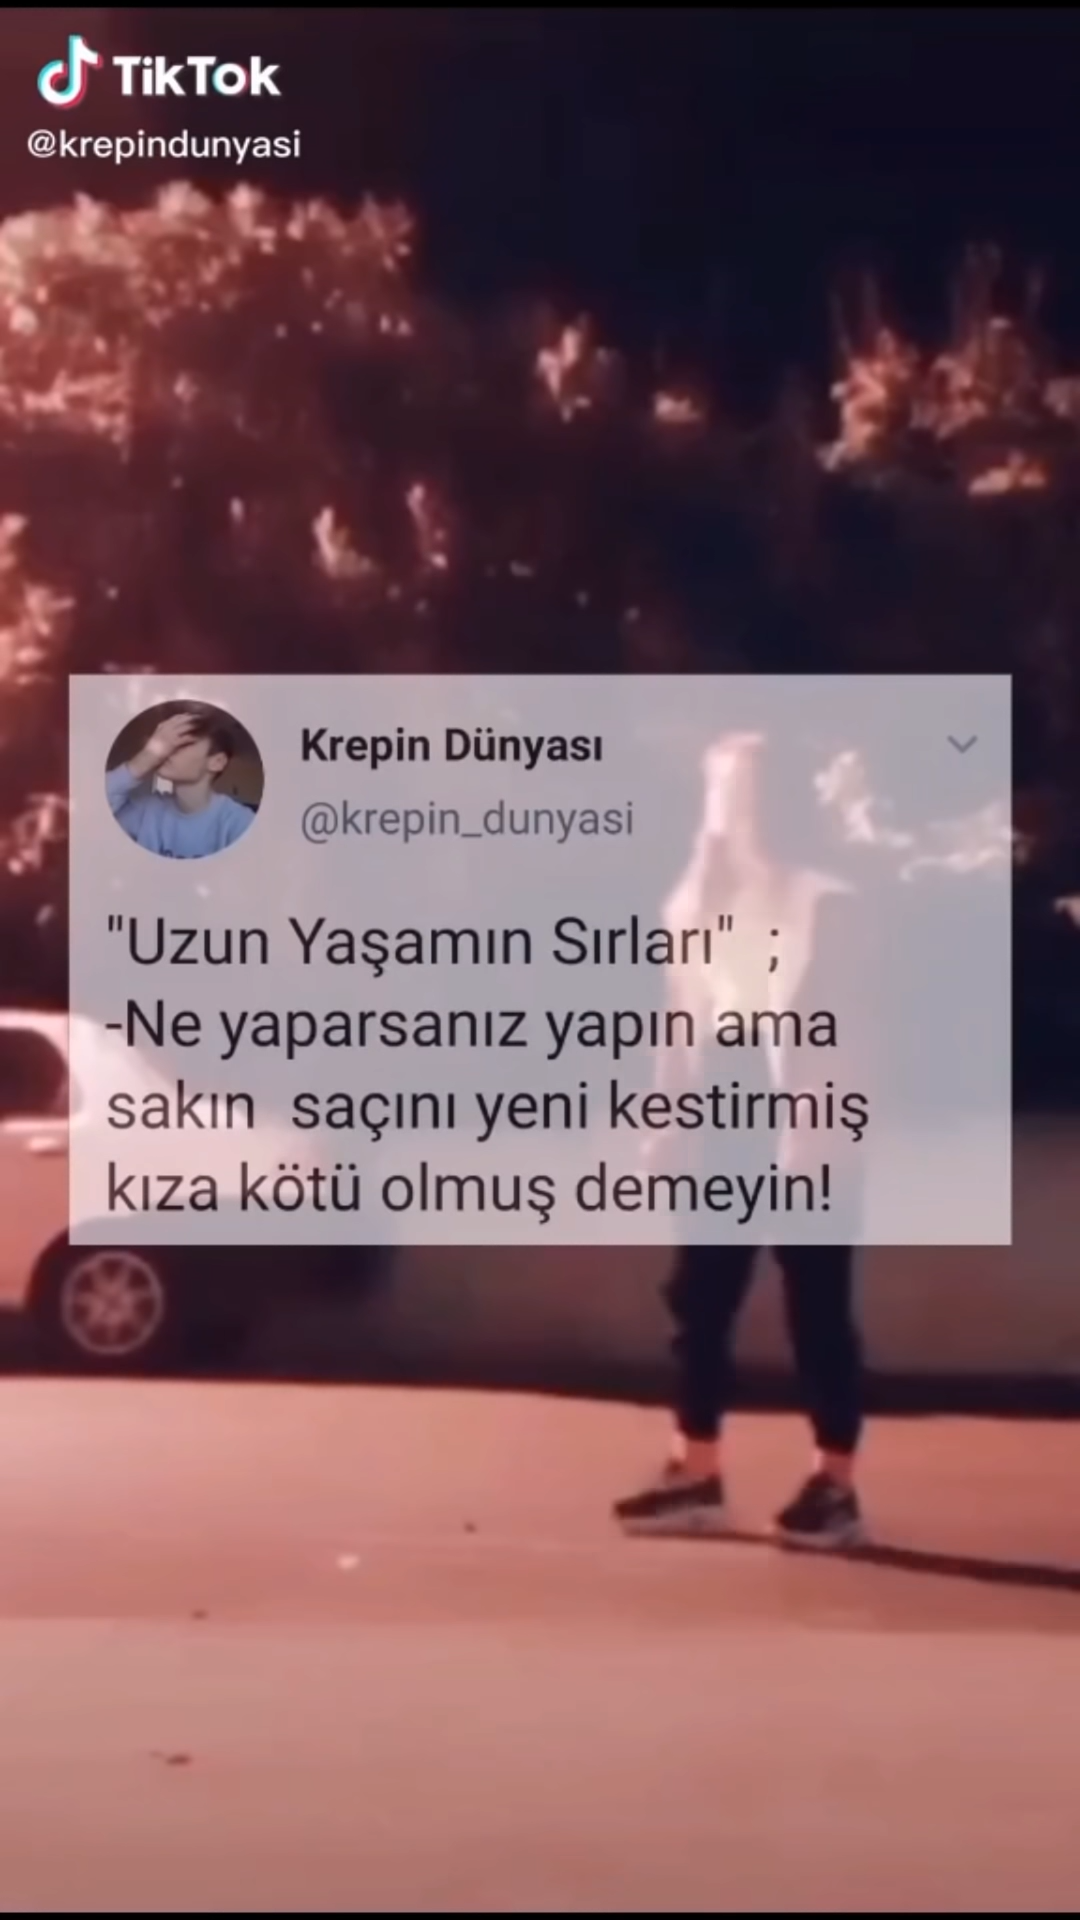 TikTok
@krepindunyasi
Krepin Dünyası
@krepin_dunyasi
"Uzun Yaşamın Sırları" ;
-Ne yaparsanız yapın ama
sakın saçını yeni kestirmiş
kıza kötü olmuş demeyin!